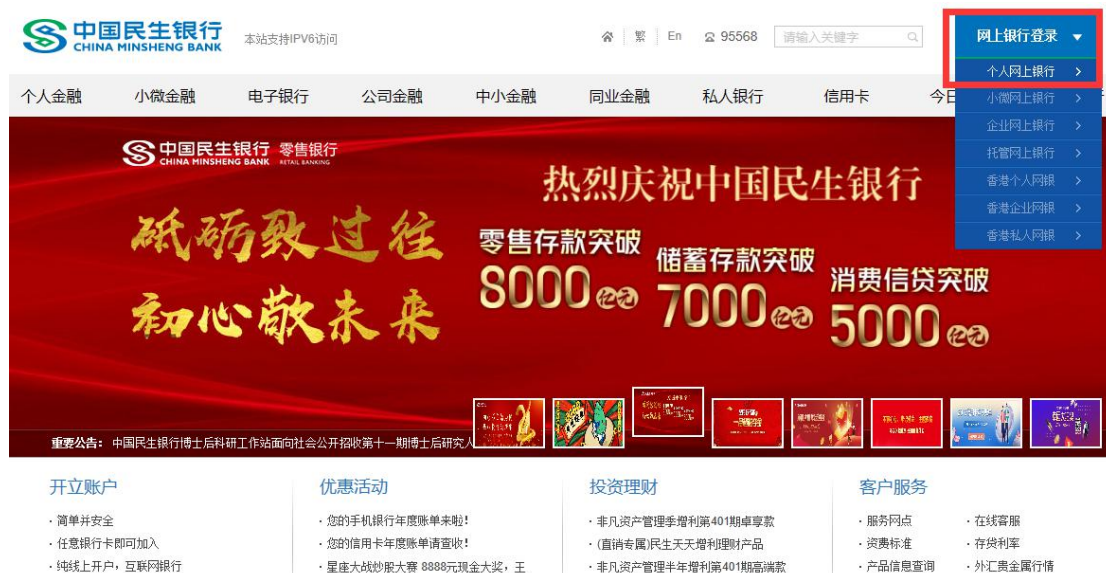 中国民生银行
CHINA MINSHENG BANK
本站支持IPV6访问
繁 En 95568 请输入关键字
网上银行登录
个人网上银行
小微网上银行
企业网上银行
托管网上银行
香港个人网银
香港企业网银
香港私人网银
个人金融 小微金融 电子银行 公司金融 中小金融 同业金融 私人银行 信用卡 今日
中国民生银行 零售银行
CHINA MINSHENG BANK RETAIL BANKING
砥砺致过往
初心敬未来
热烈庆祝中国民生银行
零售存款突破
8000亿元
储蓄存款突破
7000亿元
消费信贷突破
5000亿元
重要公告: 中国民生银行博士后科研工作站面向社会公开招收第十一期博士后研究人
开立账户
· 简单并安全
· 任意银行卡即可加入
· 纯线上开户,互联网银行
优惠活动
· 您的手机银行年度账单来啦!
· 您的信用卡年度账单请查收!
· 星座大战炒股大赛 8888元现金大奖,王
投资理财
· 非凡资产管理季增利第401期卓享款
· (直销专属)民生天天增利理财产品
· 非凡资产管理半年增利第401期高端款
客户服务
· 服务网点 · 在线客服
· 资费标准 · 存贷利率
· 产品信息查询 · 外汇贵金属行情